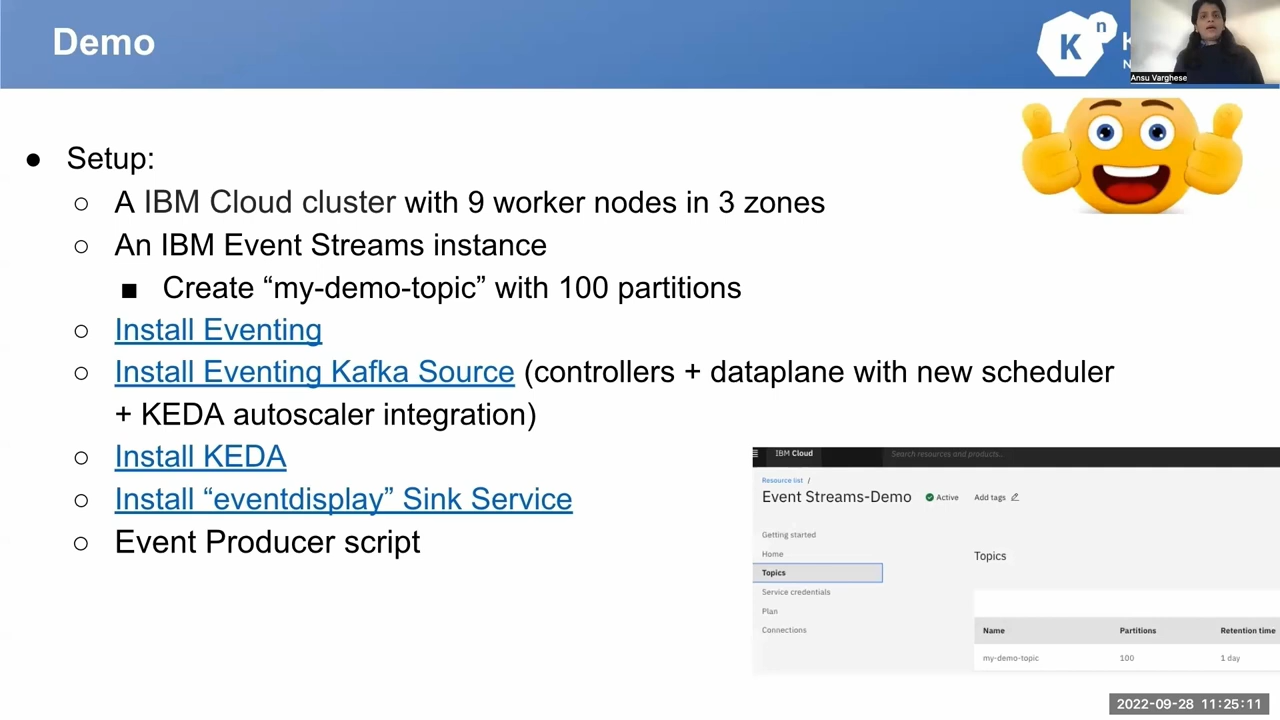 Demo
K
n
K
N
Ansu Varghese
● Setup:
○ A IBM Cloud cluster with 9 worker nodes in 3 zones
○ An IBM Event Streams instance
■ Create “my-demo-topic” with 100 partitions
○ Install Eventing
○ Install Eventing Kafka Source (controllers + dataplane with new scheduler
+ KEDA autoscaler integration)
○ Install KEDA
○ Install “eventdisplay” Sink Service
○ Event Producer script
IBM Cloud Search resources and products...
Resource list /
Event Streams-Demo Active Add tags
Getting started
Home
Topics
Service credentials
Plan
Connections
Topics
Name Partitions Retention time
my-demo-topic 100 1 day
2022-09-28 11:25:11